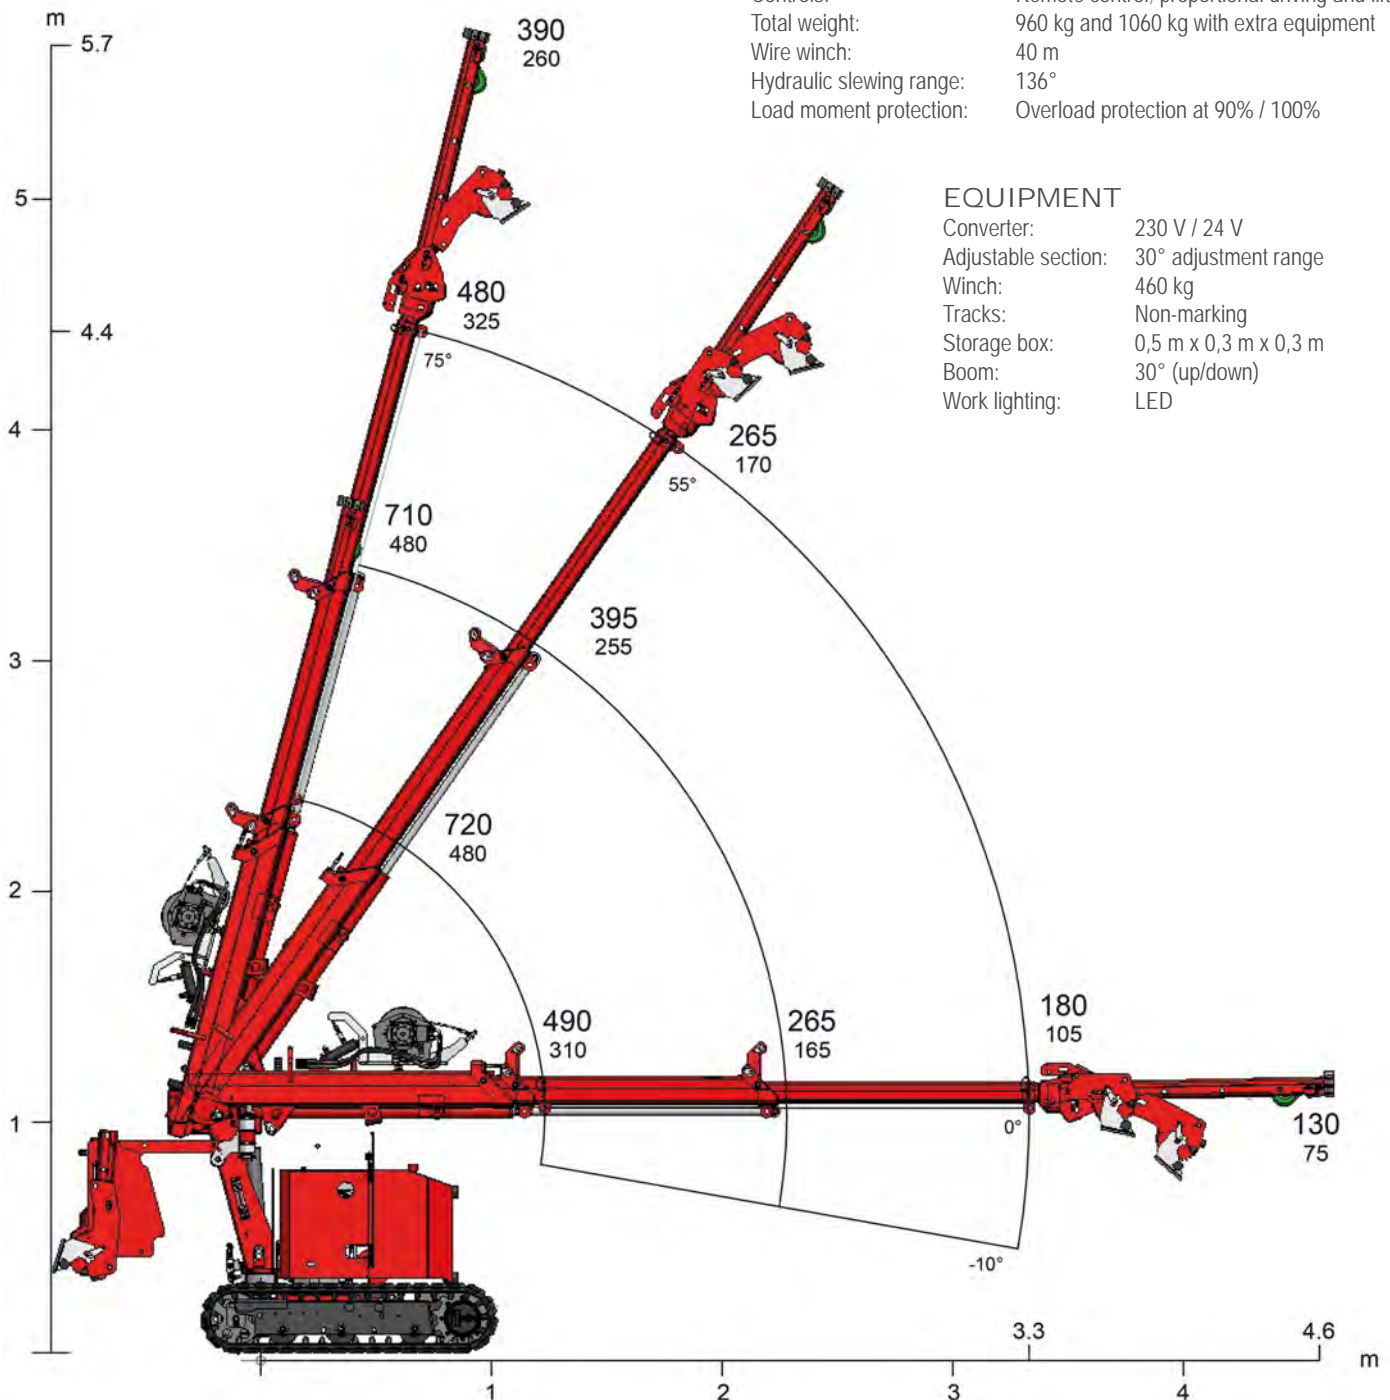 Total weight: 960 kg and 1060 kg with extra equipment
Wire winch: 40 m
Hydraulic slewing range: 136°
Load moment protection: Overload protection at 90% / 100%
EQUIPMENT
Converter: 230 V / 24 V
Adjustable section: 30° adjustment range
Winch: 460 kg
Tracks: Non-marking
Storage box: 0,5 m x 0,3 m x 0,3 m
Boom: 30° (up/down)
Work lighting: LED
m
5.7
5
4.4
4
3
2
1
390
260
480
325
75°
265
170
55°
710
480
395
255
720
480
490
310
265
165
180
105
0°
130
75
-10°
3.3
4.6
m
1
2
3
4